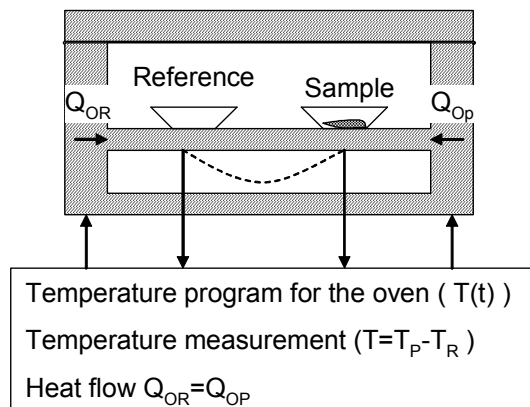 Reference
Sample
Q_OR
Q_Op
Temperature program for the oven ( T(t) )
Temperature measurement (T=T_P-T_R )
Heat flow Q_OR=Q_OP